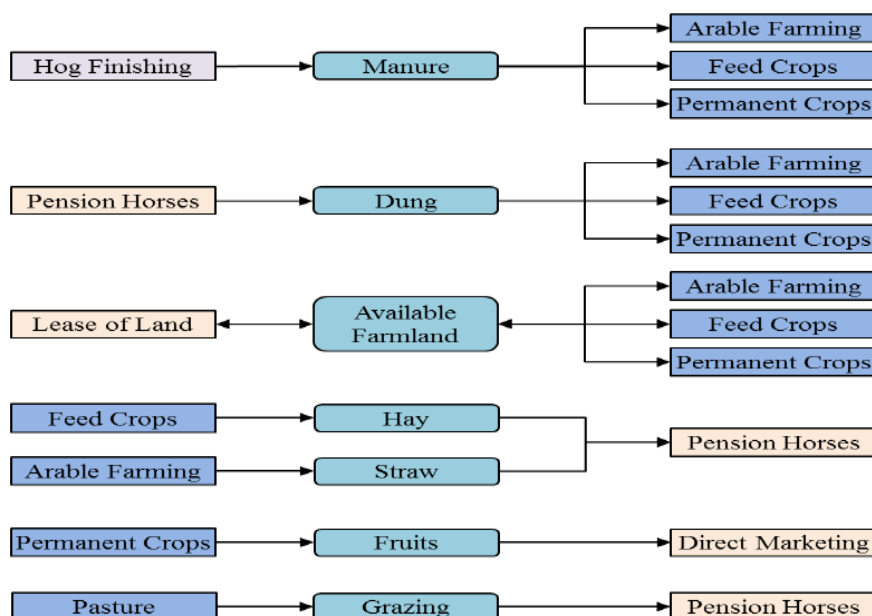 Arable Farming
Hog Finishing
Manure
Feed Crops
Permanent Crops
Arable Farming
Pension Horses
Dung
Feed Crops
Permanent Crops
Arable Farming
Lease of Land
Available
Farmland
Feed Crops
Permanent Crops
Feed Crops
Hay
Pension Horses
Arable Farming
Straw
Permanent Crops
Fruits
Direct Marketing
Pasture
Grazing
Pension Horses